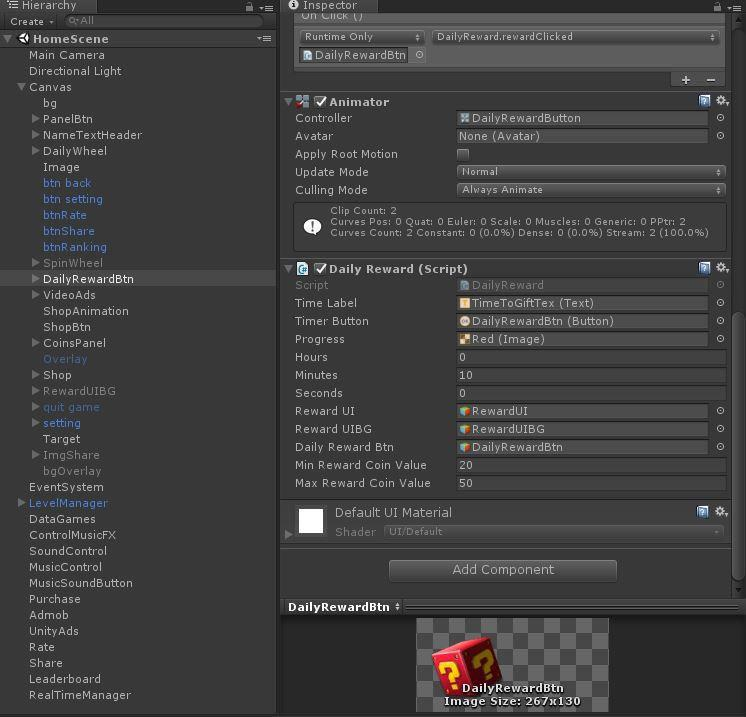 Hierarchy
Create
All
HomeScene
Main Camera
Directional Light
Canvas
bg
PanelBtn
NameTextHeader
DailyWheel
Image
btn back
btn setting
btnRate
btnShare
btnRanking
SpinWheel
DailyRewardBtn
VideoAds
ShopAnimation
ShopBtn
CoinsPanel
Overlay
Shop
RewardUIBG
quit game
setting
Target
ImgShare
bgOverlay
EventSystem
LevelManager
DataGames
ControlMusicFX
SoundControl
MusicControl
MusicSoundButton
Purchase
Admob
UnityAds
Rate
Share
Leaderboard
RealTimeManager
Inspector
On Click ()
Runtime Only DailyReward.rewardClicked
DailyRewardBtn
+ −
Animator
Controller DailyRewardButton
Avatar None (Avatar)
Apply Root Motion
Update Mode Normal
Culling Mode Always Animate
Clip Count: 2
Curves Pos: 0 Quat: 0 Euler: 0 Scale: 0 Muscles: 0 Generic: 0 PPtr: 2
Curves Count: 2 Constant: 0 (0.0%) Dense: 0 (0.0%) Stream: 2 (100.0%)
Daily Reward (Script)
Script DailyReward
Time Label TimeToGiftTex (Text)
Timer Button DailyRewardBtn (Button)
Progress Red (Image)
Hours 0
Minutes 10
Seconds 0
Reward UI RewardUI
Reward UIBG RewardUIBG
Daily Reward Btn DailyRewardBtn
Min Reward Coin Value 20
Max Reward Coin Value 50
Default UI Material
Shader UI/Default
Add Component
DailyRewardBtn
? ?
DailyRewardBtn
Image Size: 267x130